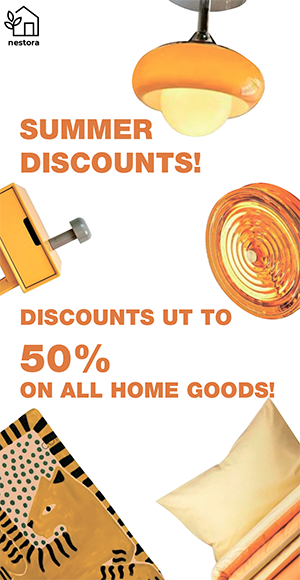 nestora
SUMMER
DISCOUNTS!
DISCOUNTS UT TO
50%
ON ALL HOME GOODS!